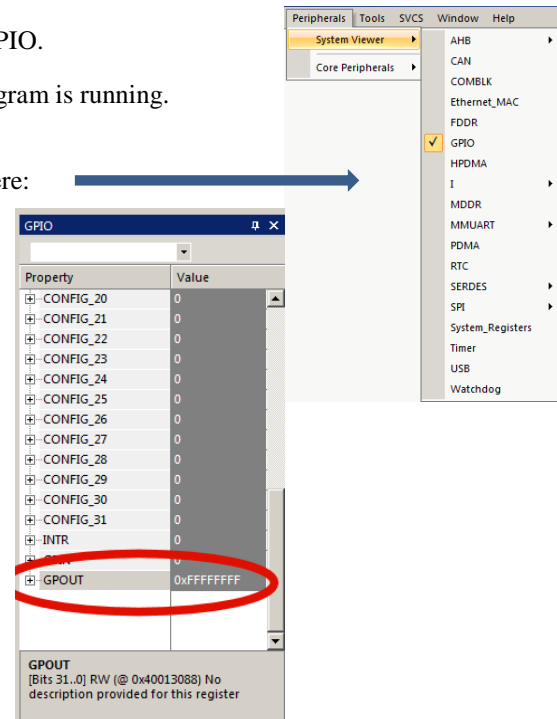 PIO.
gram is running.
ere:
Peripherals Tools SVCS Window Help
System Viewer
Core Peripherals
AHB
CAN
COMBLK
Ethernet_MAC
FDDR
GPIO
HPDMA
I
MDDR
MMUART
PDMA
RTC
SERDES
SPI
System_Registers
Timer
USB
Watchdog
GPIO
Property Value
CONFIG_20 0
CONFIG_21 0
CONFIG_22 0
CONFIG_23 0
CONFIG_24 0
CONFIG_25 0
CONFIG_26 0
CONFIG_27 0
CONFIG_28 0
CONFIG_29 0
CONFIG_30 0
CONFIG_31 0
INTR 0
GPOUT 0xFFFFFFFF
GPOUT
[Bits 31..0] RW (@ 0x40013088) No
description provided for this register